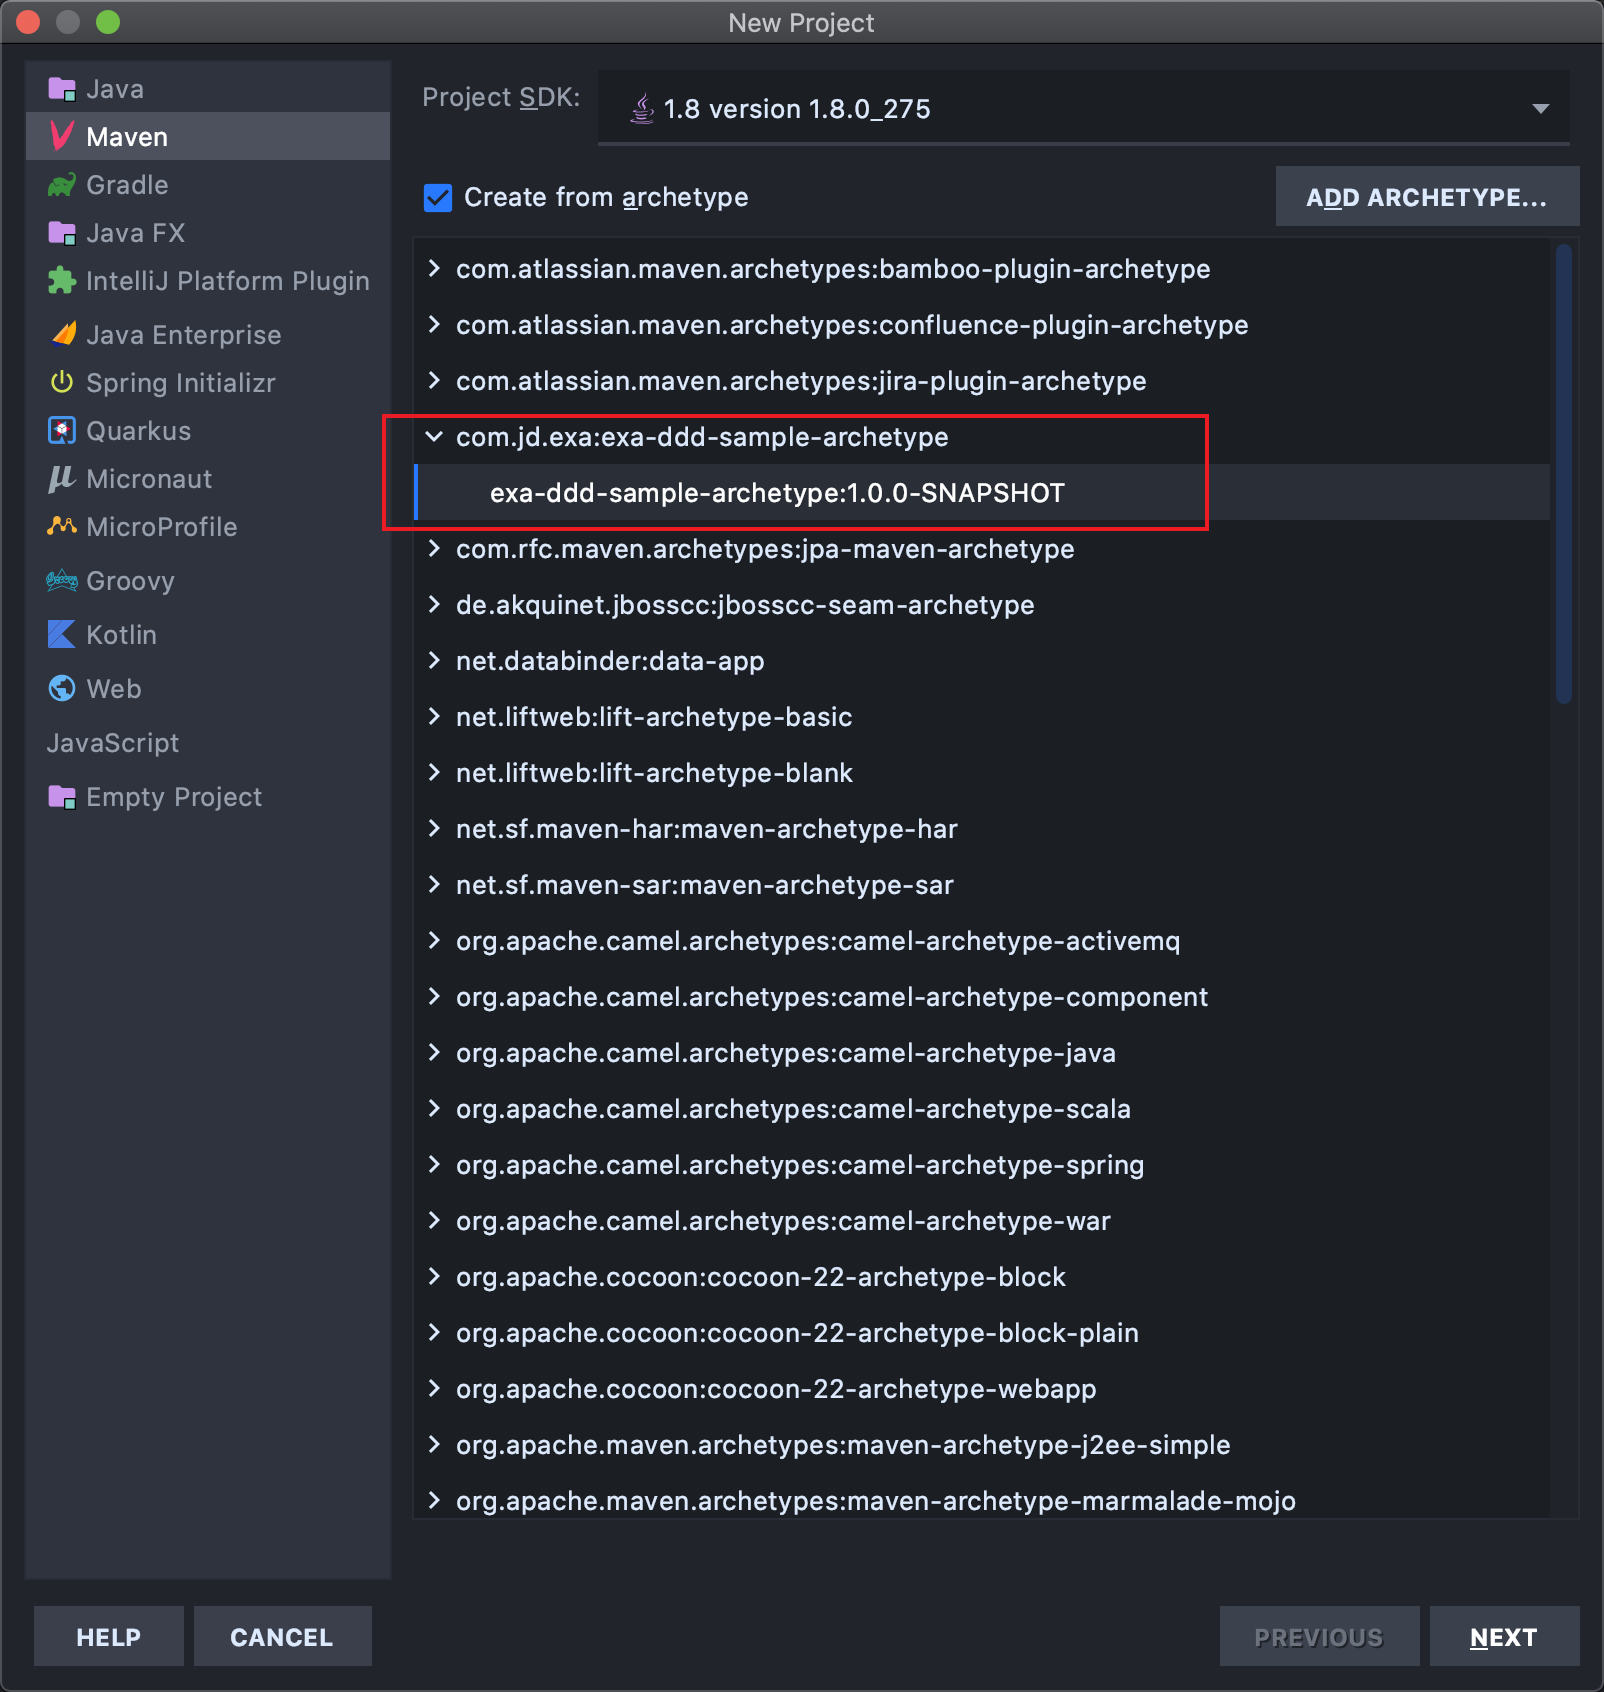 New Project
Java
Maven
Gradle
Java FX
IntelliJ Platform Plugin
Java Enterprise
Spring Initializr
Quarkus
Micronaut
MicroProfile
Groovy
Kotlin
Web
JavaScript
Empty Project
Project SDK: 1.8 version 1.8.0_275
Create from archetype
ADD ARCHETYPE...
com.atlassian.maven.archetypes:bamboo-plugin-archetype
com.atlassian.maven.archetypes:confluence-plugin-archetype
com.atlassian.maven.archetypes:jira-plugin-archetype
com.jd.exa:exa-ddd-sample-archetype
exa-ddd-sample-archetype:1.0.0-SNAPSHOT
com.rfc.maven.archetypes:jpa-maven-archetype
de.akquinet.jbosscc:jbosscc-seam-archetype
net.databinder:data-app
net.liftweb:lift-archetype-basic
net.liftweb:lift-archetype-blank
net.sf.maven-har:maven-archetype-har
net.sf.maven-sar:maven-archetype-sar
org.apache.camel.archetypes:camel-archetype-activemq
org.apache.camel.archetypes:camel-archetype-component
org.apache.camel.archetypes:camel-archetype-java
org.apache.camel.archetypes:camel-archetype-scala
org.apache.camel.archetypes:camel-archetype-spring
org.apache.camel.archetypes:camel-archetype-war
org.apache.cocoon:cocoon-22-archetype-block
org.apache.cocoon:cocoon-22-archetype-block-plain
org.apache.cocoon:cocoon-22-archetype-webapp
org.apache.maven.archetypes:maven-archetype-j2ee-simple
org.apache.maven.archetypes:maven-archetype-marmalade-mojo
HELP
CANCEL
PREVIOUS
NEXT